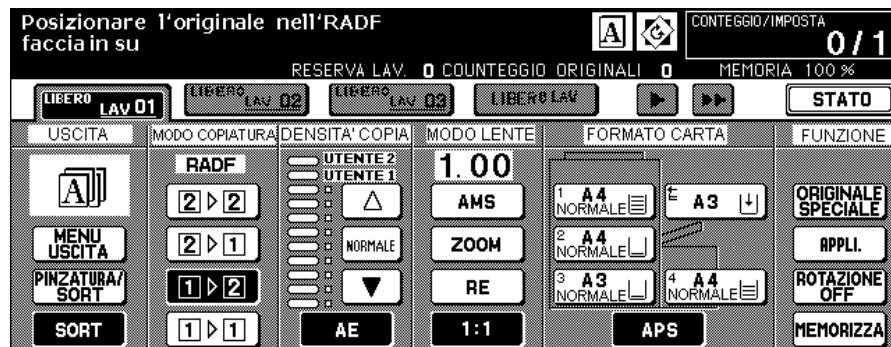 Posizionare l'originale nell'RADF
faccia in su
A
CONTEGGIO/IMPOSTA
0/1
RESERVA LAV. 0 COUNTEGGIO ORIGINALI 0 MEMORIA 100 %
LIBERO LAV 01
LIBERO LAV 02
LIBERO LAV 03
LIBERO LAV
STATO
USCITA MODO COPIATURA DENSITA' COPIA MODO LENTE FORMATO CARTA FUNZIONE
A
MENU USCITA
PINZATURA/ SORT
SORT
RADF
2 ▷ 2
2 ▷ 1
1 ▷ 2
1 ▷ 1
UTENTE 2
UTENTE 1
NORMALE
AE
1.00
AMS
ZOOM
RE
1:1
1 A4 NORMALE
A3
2 A4 NORMALE
3 A3 NORMALE
4 A4 NORMALE
APS
ORIGINALE SPECIALE
APPLI.
ROTAZIONE OFF
MEMORIZZA